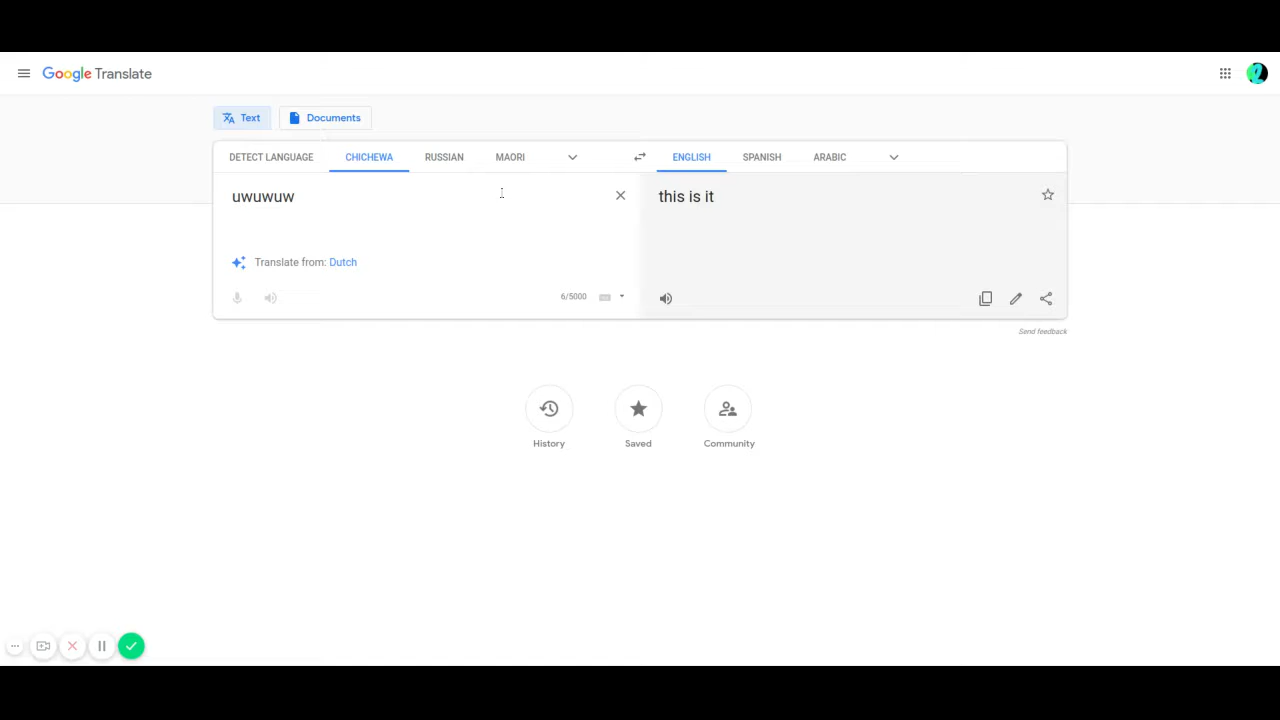 Google Translate
Text Documents
DETECT LANGUAGE CHICHEWA RUSSIAN MAORI ENGLISH SPANISH ARABIC
uwuwuw this is it
Translate from: Dutch
6/5000
Send feedback
History Saved Community